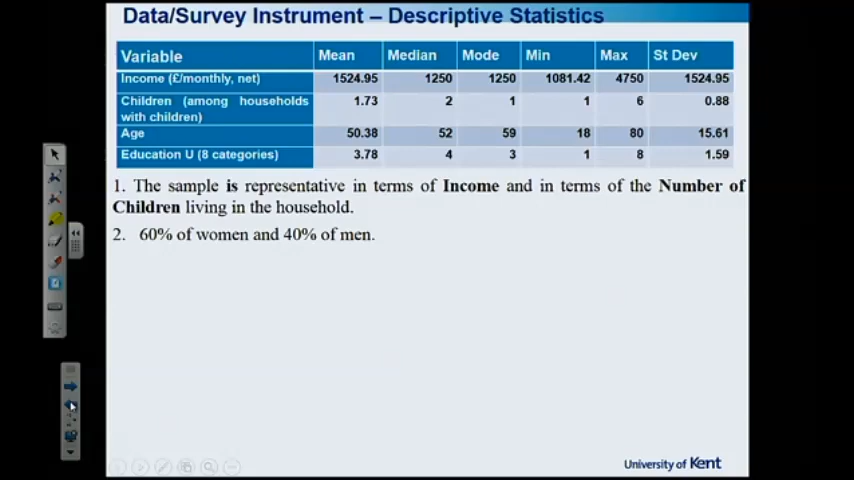 Data/Survey Instrument – Descriptive Statistics
Variable Mean Median Mode Min Max St Dev
Income (£/monthly, net) 1524.95 1250 1250 1081.42 4750 1524.95
Children (among households with children) 1.73 2 1 1 6 0.88
Age 50.38 52 59 18 80 15.61
Education U (8 categories) 3.78 4 3 1 8 1.59
1. The sample is representative in terms of Income and in terms of the Number of
Children living in the household.
2. 60% of women and 40% of men.
University of Kent